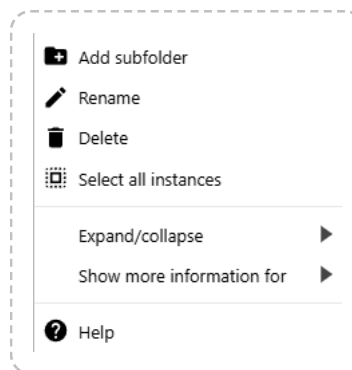 Add subfolder
Rename
Delete
Select all instances
Expand/collapse
Show more information for
Help